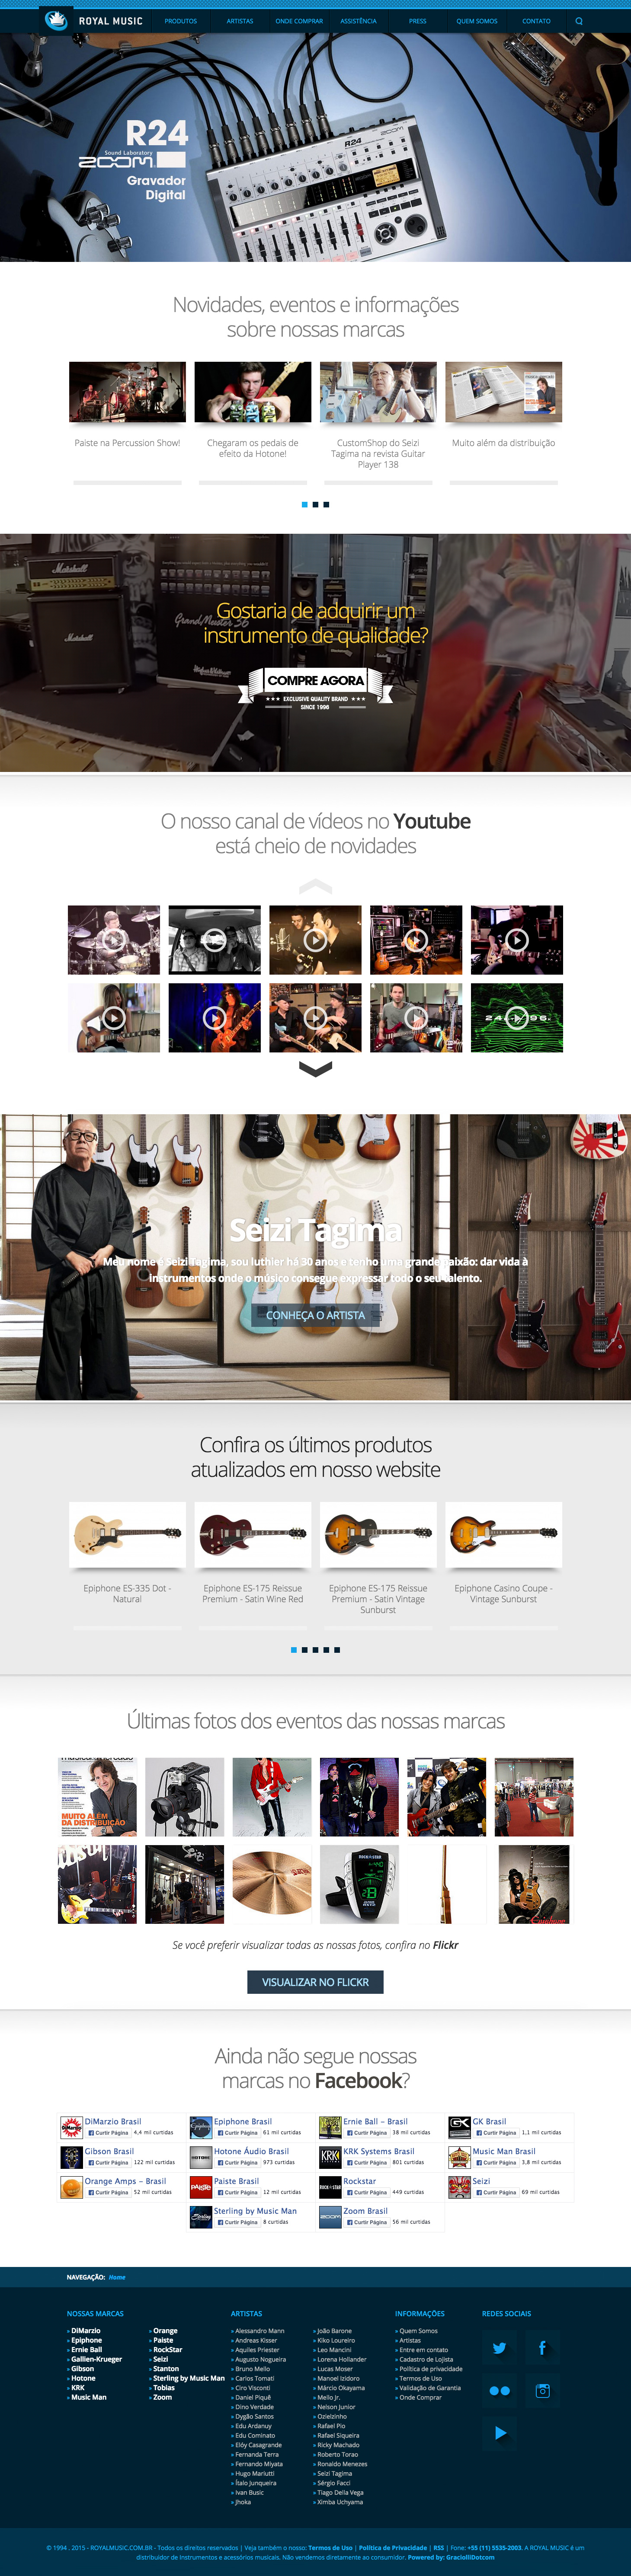 ROYAL MUSIC
PRODUTOS
ARTISTAS
ONDE COMPRAR
ASSISTÊNCIA
PRESS
QUEM SOMOS
CONTATO
R24
Sound Laboratory
ZOOM
Gravador
Digital
R24
Novidades, eventos e informações
sobre nossas marcas
Paiste na Percussion Show!
Chegaram os pedais de
efeito da Hotone!
CustomShop do Seizi
Tagima na revista Guitar
Player 138
Muito além da distribuição
Marshall
Marshall
GrandMeister 36
Gostaria de adquirir um
instrumento de qualidade?
COMPRE AGORA
★★★ EXCLUSIVE QUALITY BRAND ★★★
SINCE 1996
O nosso canal de vídeos no Youtube
está cheio de novidades
Seizi Tagima
Meu nome é Seizi Tagima, sou luthier há 30 anos e tenho uma grande paixão: dar vida à
instrumentos onde o músico consegue expressar todo o seu talento.
CONHEÇA O ARTISTA
Confira os últimos produtos
atualizados em nosso website
Epiphone ES-335 Dot -
Natural
Epiphone ES-175 Reissue
Premium - Satin Wine Red
Epiphone ES-175 Reissue
Premium - Satin Vintage
Sunburst
Epiphone Casino Coupe -
Vintage Sunburst
Últimas fotos dos eventos das nossas marcas
MUITO ALÉM
DA DISTRIBUIÇÃO
ROCKSTAR
Se você preferir visualizar todas as nossas fotos, confira no Flickr
VISUALIZAR NO FLICKR
Ainda não segue nossas
marcas no Facebook?
DiMarzio Brasil
Curtir Página 4,4 mil curtidas
Epiphone Brasil
Curtir Página 61 mil curtidas
Ernie Ball – Brasil
Curtir Página 38 mil curtidas
GK Brasil
Curtir Página 1,1 mil curtidas
Gibson Brasil
Curtir Página 122 mil curtidas
Hotone Áudio Brasil
Curtir Página 973 curtidas
KRK Systems Brasil
Curtir Página 801 curtidas
Music Man Brasil
Curtir Página 3,8 mil curtidas
Orange Amps – Brasil
Curtir Página 52 mil curtidas
Paiste Brasil
Curtir Página 12 mil curtidas
Rockstar
Curtir Página 449 curtidas
Seizi
Curtir Página 69 mil curtidas
Sterling by Music Man
Curtir Página 8 curtidas
Zoom Brasil
Curtir Página 56 mil curtidas
NAVEGAÇÃO: Home
NOSSAS MARCAS
» DiMarzio
» Epiphone
» Ernie Ball
» Gallien-Krueger
» Gibson
» Hotone
» KRK
» Music Man
» Orange
» Paiste
» RockStar
» Seizi
» Stanton
» Sterling by Music Man
» Tobias
» Zoom
ARTISTAS
» Alessandro Mann
» Andreas Kisser
» Aquiles Priester
» Augusto Nogueira
» Bruno Mello
» Carlos Tomati
» Ciro Visconti
» Daniel Piquê
» Dino Verdade
» Dygão Santos
» Edu Ardanuy
» Edu Cominato
» Elóy Casagrande
» Fernanda Terra
» Fernando Miyata
» Hugo Mariutti
» Ítalo Junqueira
» Ivan Busic
» Jhoka
» João Barone
» Kiko Loureiro
» Leo Mancini
» Lorena Hollander
» Lucas Moser
» Manoel Izidoro
» Márcio Okayama
» Mello Jr.
» Nelson Junior
» Ozielzinho
» Rafael Pio
» Rafael Siqueira
» Ricky Machado
» Roberto Torao
» Ronaldo Menezes
» Seizi Tagima
» Sérgio Facci
» Tiago Della Vega
» Ximba Uchyama
INFORMAÇÕES
» Quem Somos
» Artistas
» Entre em contato
» Cadastro de Lojista
» Política de privacidade
» Termos de Uso
» Validação de Garantia
» Onde Comprar
REDES SOCIAIS
© 1994 . 2015 - ROYALMUSIC.COM.BR - Todos os direitos reservados | Veja também o nosso: Termos de Uso | Política de Privacidade | RSS | Fone: +55 (11) 5535-2003. A ROYAL MUSIC é um
distribuidor de instrumentos e acessórios musicais. Não vendemos diretamente ao consumidor. Powered by: GraciolliDotcom